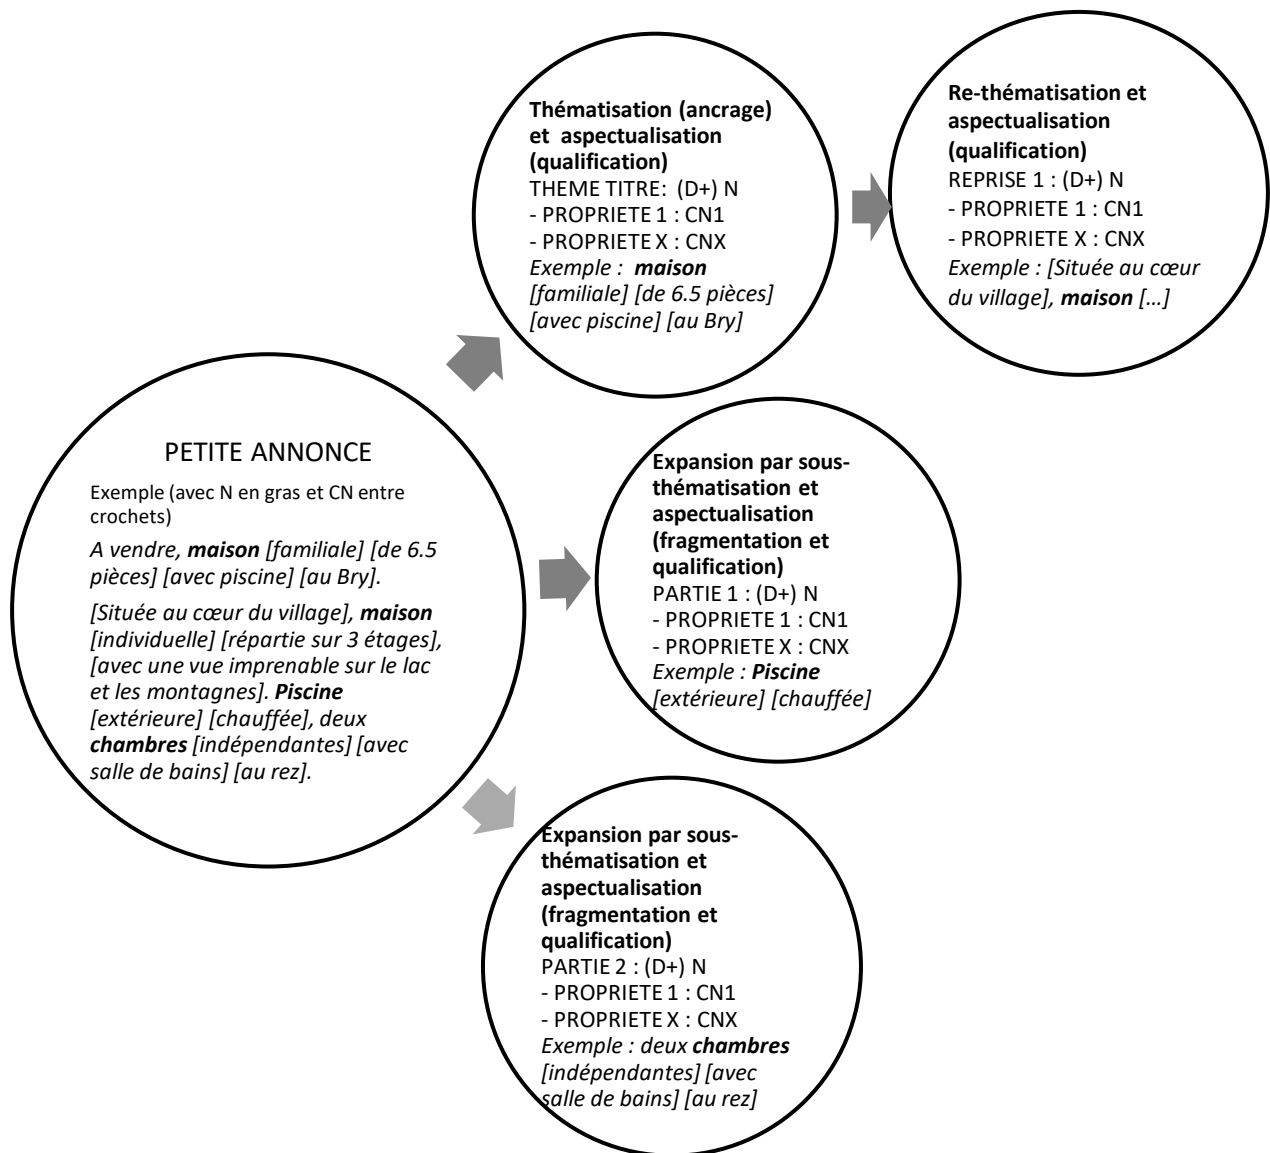 Thématisation (ancrage)
et aspectualisation
(qualification)
THEME TITRE: (D+) N
- PROPRIETE 1 : CN1
- PROPRIETE X : CNX
Exemple : maison
[familiale] [de 6.5 pièces]
[avec piscine] [au Bry]
Re-thématisation et
aspectualisation
(qualification)
REPRISE 1 : (D+) N
- PROPRIETE 1 : CN1
- PROPRIETE X : CNX
Exemple : [Située au cœur
du village], maison […]
PETITE ANNONCE
Exemple (avec N en gras et CN entre
crochets)
A vendre, maison [familiale] [de 6.5
pièces] [avec piscine] [au Bry].
[Située au cœur du village], maison
[individuelle] [répartie sur 3 étages],
[avec une vue imprenable sur le lac
et les montagnes]. Piscine
[extérieure] [chauffée], deux
chambres [indépendantes] [avec
salle de bains] [au rez].
Expansion par sous-
thématisation et
aspectualisation
(fragmentation et
qualification)
PARTIE 1 : (D+) N
- PROPRIETE 1 : CN1
- PROPRIETE X : CNX
Exemple : Piscine
[extérieure] [chauffée]
Expansion par sous-
thématisation et
aspectualisation
(fragmentation et
qualification)
PARTIE 2 : (D+) N
- PROPRIETE 1 : CN1
- PROPRIETE X : CNX
Exemple : deux chambres
[indépendantes] [avec
salle de bains] [au rez]